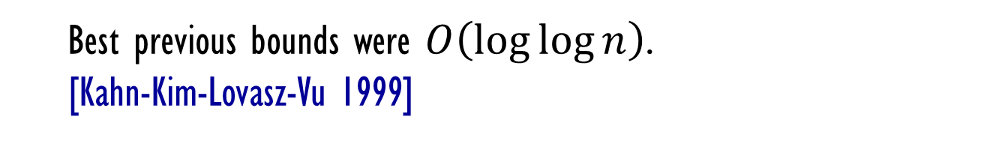 Best previous bounds were O(log log n).
[Kahn-Kim-Lovasz-Vu 1999]